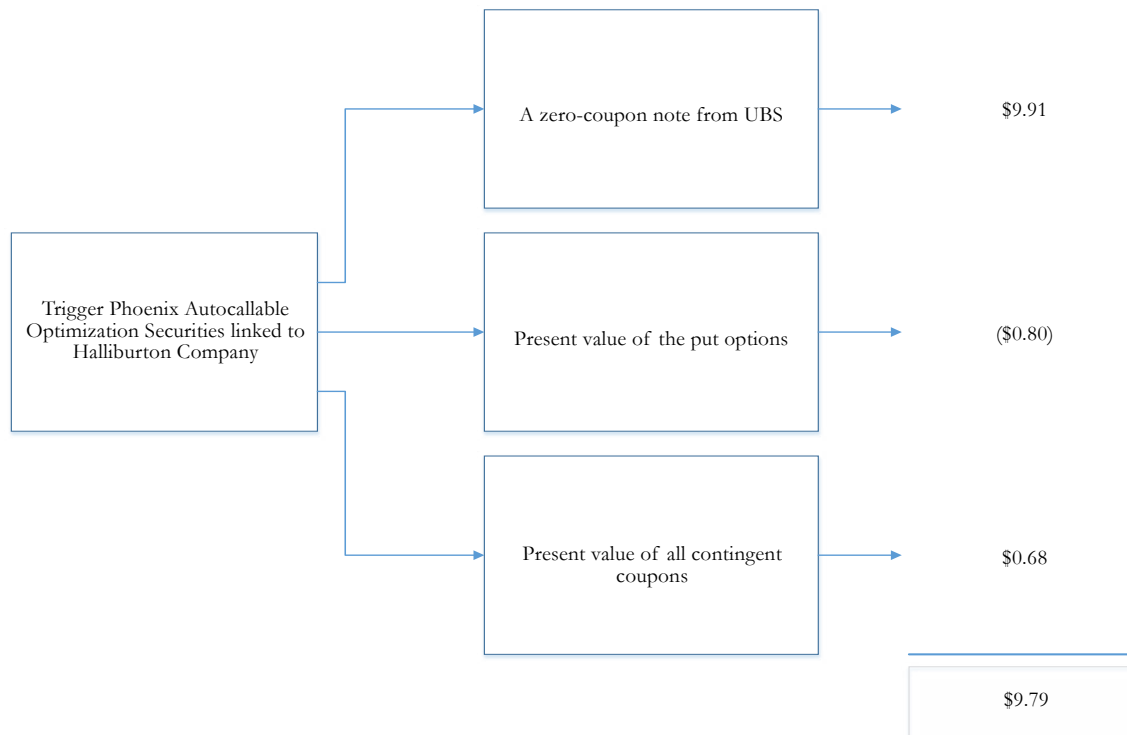 A zero-coupon note from UBS
$9.91
Trigger Phoenix Autocallable
Optimization Securities linked to
Halliburton Company
Present value of the put options
($0.80)
Present value of all contingent
coupons
$0.68
$9.79